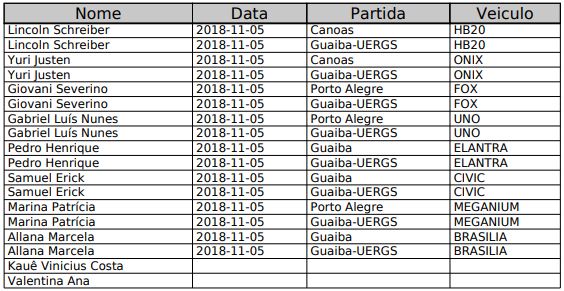 Nome Data Partida Veiculo
Lincoln Schreiber 2018-11-05 Canoas HB20
Lincoln Schreiber 2018-11-05 Guaiba-UERGS HB20
Yuri Justen 2018-11-05 Canoas ONIX
Yuri Justen 2018-11-05 Guaiba-UERGS ONIX
Giovani Severino 2018-11-05 Porto Alegre FOX
Giovani Severino 2018-11-05 Guaiba-UERGS FOX
Gabriel Luís Nunes 2018-11-05 Porto Alegre UNO
Gabriel Luís Nunes 2018-11-05 Guaiba-UERGS UNO
Pedro Henrique 2018-11-05 Guaiba ELANTRA
Pedro Henrique 2018-11-05 Guaiba-UERGS ELANTRA
Samuel Erick 2018-11-05 Guaiba CIVIC
Samuel Erick 2018-11-05 Guaiba-UERGS CIVIC
Marina Patrícia 2018-11-05 Porto Alegre MEGANIUM
Marina Patrícia 2018-11-05 Guaiba-UERGS MEGANIUM
Allana Marcela 2018-11-05 Guaiba BRASILIA
Allana Marcela 2018-11-05 Guaiba-UERGS BRASILIA
Kauê Vinicius Costa
Valentina Ana